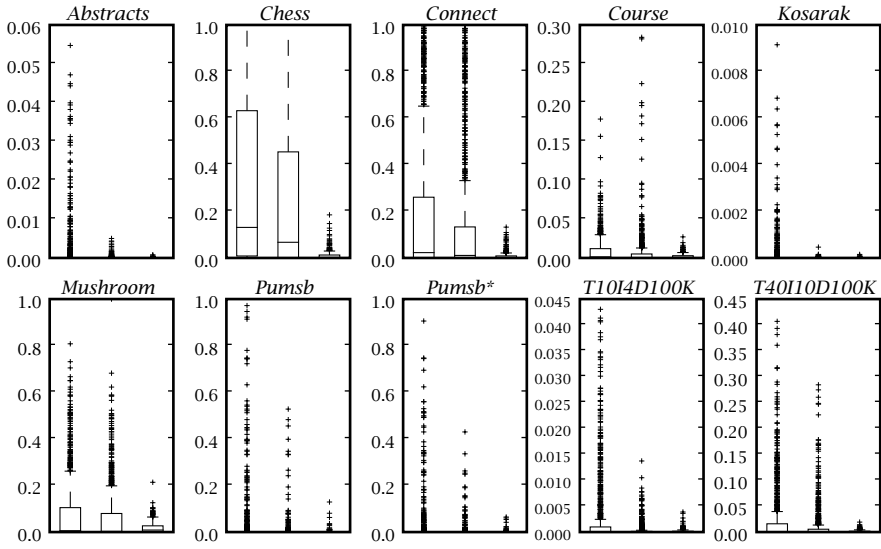 Abstracts Chess Connect Course Kosarak
0.06 1.0 1.0 0.30 0.010
0.05 0.8 0.8 0.25 0.008
0.04 0.6 0.6 0.20 0.006
0.03 0.4 0.4 0.15 0.004
0.02 0.2 0.2 0.10 0.002
0.01 0.0 0.0 0.05 0.000
0.00 0.00
Mushroom Pumsb Pumsb* T10I4D100K T40I10D100K
1.0 1.0 1.0 0.045 0.45
0.8 0.8 0.8 0.040 0.40
0.6 0.6 0.6 0.035 0.35
0.4 0.4 0.4 0.030 0.30
0.2 0.2 0.2 0.025 0.25
0.0 0.0 0.0 0.020 0.20
0.015 0.15
0.010 0.10
0.005 0.05
0.000 0.00